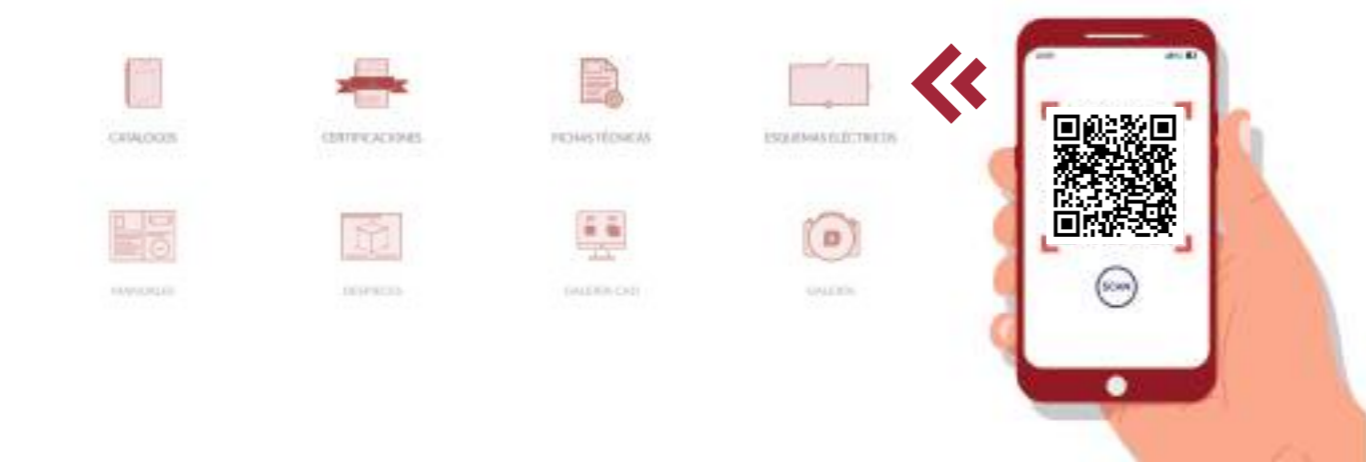 CATALOGOS
CERTIFICACIONES
FICHAS TÉCNICAS
ESQUEMAS ELÉCTRICOS
MANUALES
DESPIECES
GALERÍA CAD
GALERÍA
SCAN